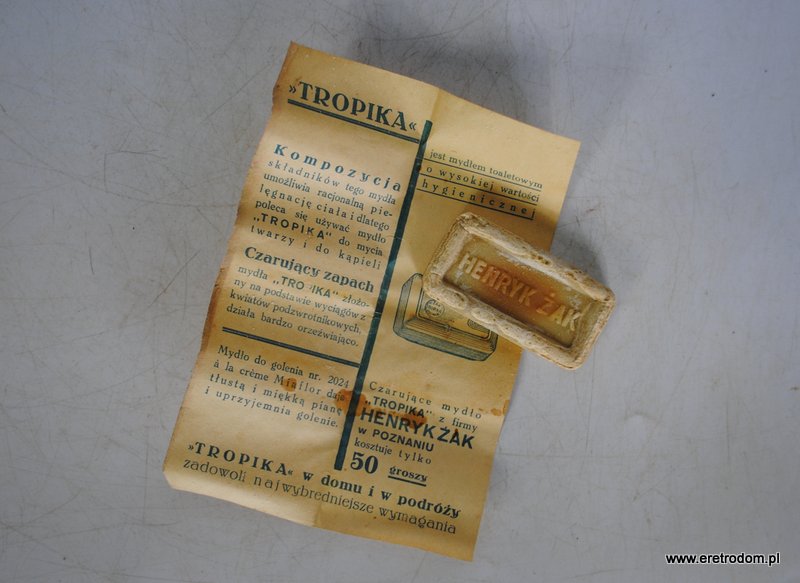 »TROPIKA«
Kompozycja
składników tego mydła
umożliwia racjonalną pie-
lęgnację ciała i dlatego
poleca się używać mydło
„TROPIKA" do mycia
twarzy i do kąpieli
Czarujący zapach
mydła „TRO IKA" złożo-
ny na podstawie wyciągów z
kwiatów podzwrotnikowych,
działa bardzo orzeźwiająco.
Mydło do golenia nr. 2024
à la crème Miaflor daje
tłustą i miękką pianę
i uprzyjemnia golenie.
jest mydłem toaletowym
o wysokiej wartości
hygienicznej
HENRYK ŻAK
Czarujące mydło
„TROPIKA" z firmy
HENRYK ŻAK
W POZNANIU
kosztuje tylko
50 groszy
»TROPIKA« w domu i w podróży
zadowoli najwybredniejsze wymagania
www.eretrodom.pl